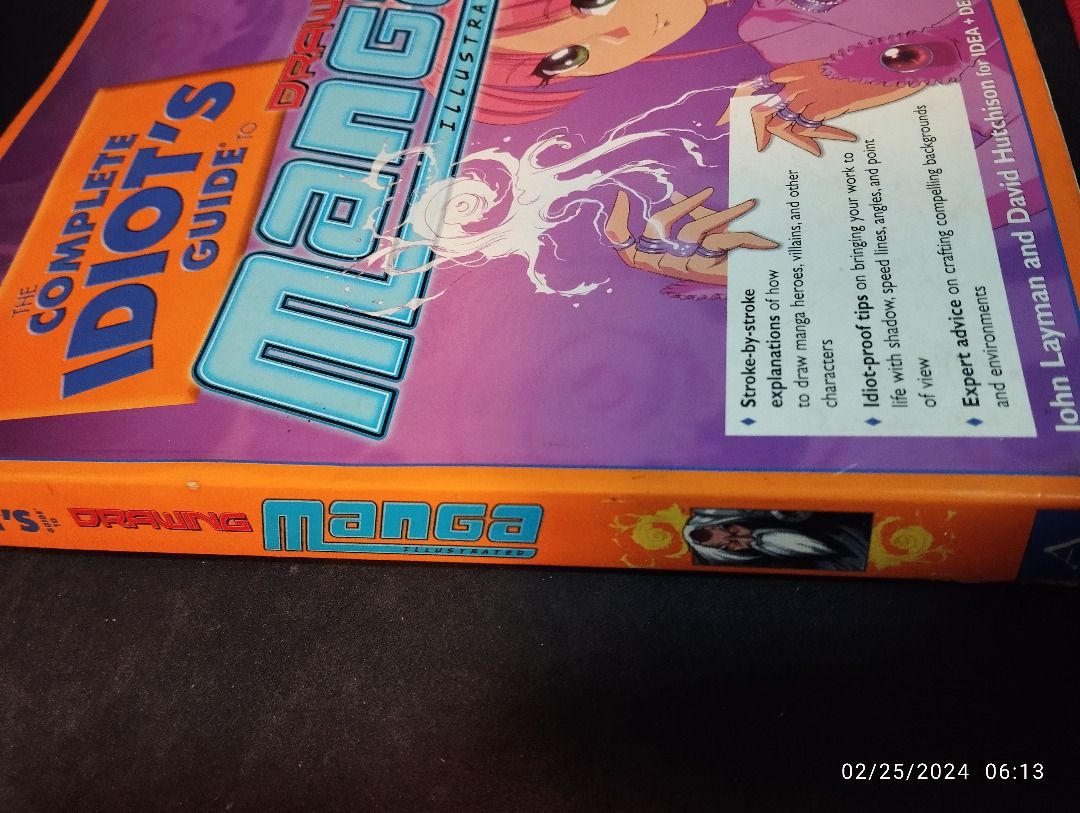 THE
COMPLETE
IDIOT'S
GUIDE® TO
DRAW
MANGA
ILLUSTRA
◆ Stroke-by-stroke
explanations of how
to draw manga heroes, villains, and other
characters
◆ Idiot-proof tips on bringing your work to
life with shadow, speed lines, angles, and point
of view
◆ Expert advice on crafting compelling backgrounds
and environments
John Layman and David Hutchison for IDEA + DE
'S GUIDE TO DRAWING MANGA
ILLUSTRATED
02/25/2024 06:13